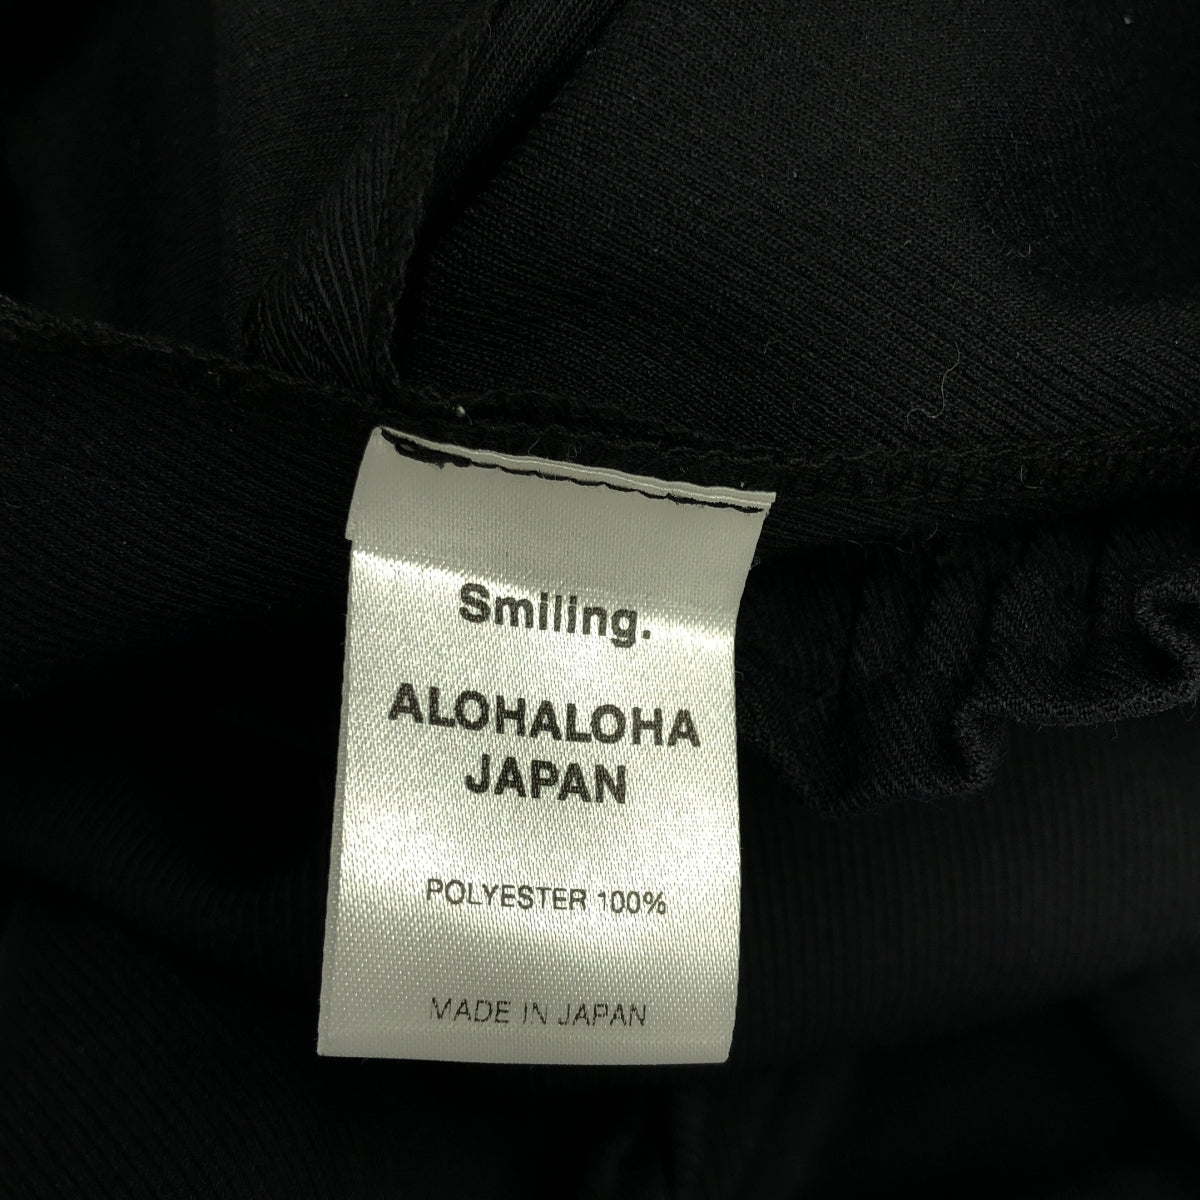 Smiling.
ALOHALOHA
JAPAN
POLYESTER 100%
MADE IN JAPAN